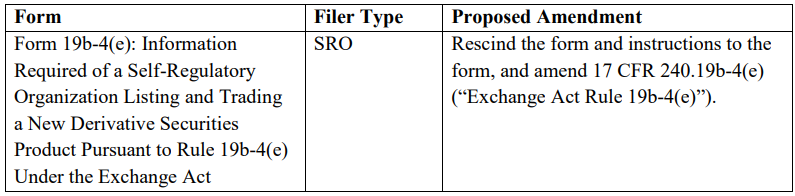 Form Filer Type Proposed Amendment
Form 19b-4(e): Information SRO Rescind the form and instructions to the
Required of a Self-Regulatory form, and amend 17 CFR 240.19b-4(e)
Organization Listing and Trading (“Exchange Act Rule 19b-4(e)”).
a New Derivative Securities
Product Pursuant to Rule 19b-4(e)
Under the Exchange Act